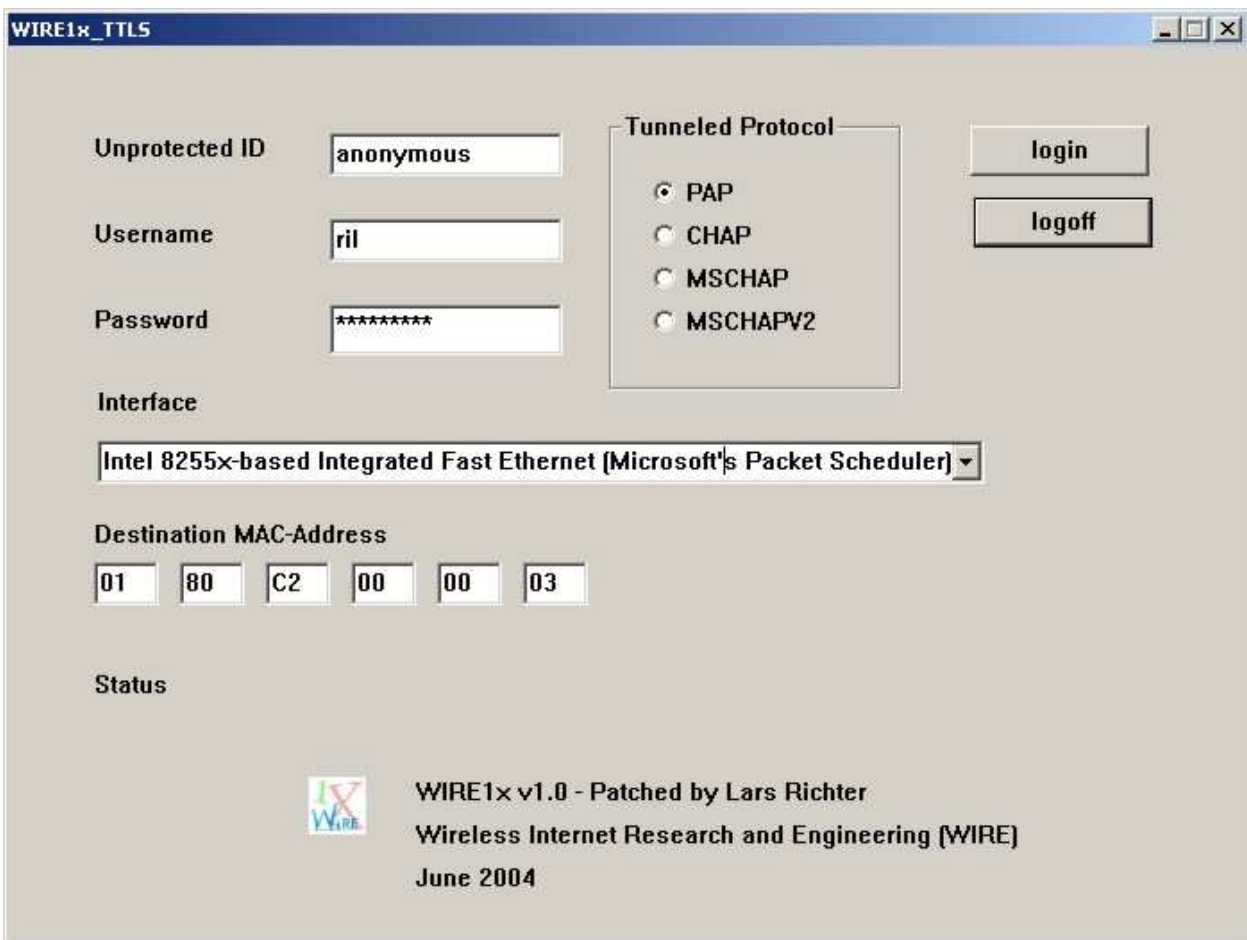 WIRE1x_TTLS
Unprotected ID
anonymous
Username
ril
Password
*********
Tunneled Protocol
PAP
CHAP
MSCHAP
MSCHAPV2
login
logoff
Interface
Intel 8255x-based Integrated Fast Ethernet (Microsoft's Packet Scheduler)
Destination MAC-Address
01 80 C2 00 00 03
Status
1X
WIRE
WIRE1x v1.0 - Patched by Lars Richter
Wireless Internet Research and Engineering (WIRE)
June 2004